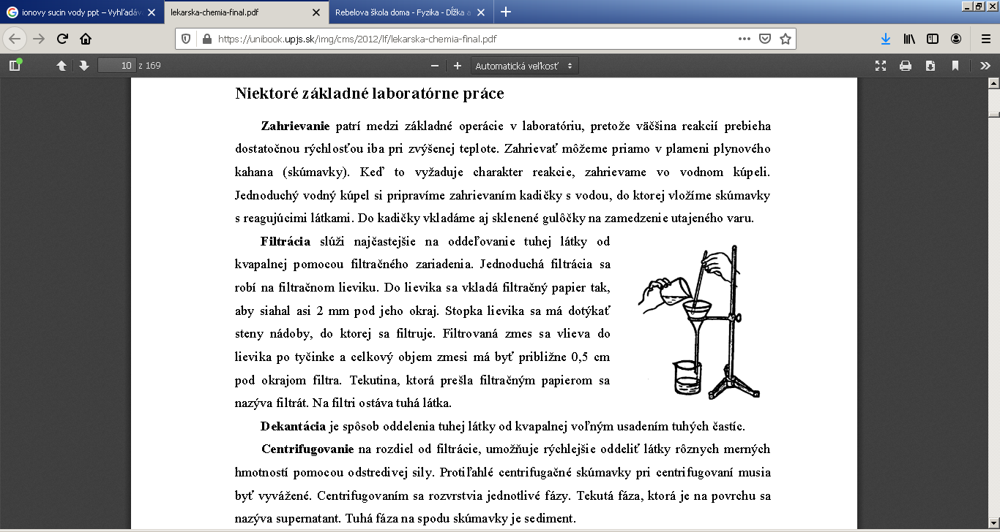 ionovy sucin vody ppt – Vyhľadáv
lekarska-chemia-final.pdf
Rebelova škola doma - Fyzika - Dĺžka a
https://unibook.upjs.sk/img/cms/2012/lf/lekarska-chemia-final.pdf
10 z 169
Automatická veľkosť
Niektoré základné laboratórne práce
Zahrievanie patrí medzi základné operácie v laboratóriu, pretože väčšina reakcií prebieha
dostatočnou rýchlosťou iba pri zvýšenej teplote. Zahrievať môžeme priamo v plameni plynového
kahana (skúmavky). Keď to vyžaduje charakter reakcie, zahrievame vo vodnom kúpeli.
Jednoduchý vodný kúpel si pripravíme zahrievaním kadičky s vodou, do ktorej vložíme skúmavky
s reagujúcimi látkami. Do kadičky vkladáme aj sklenené gulôčky na zamedzenie utajeného varu.
Filtrácia slúži najčastejšie na oddeľovanie tuhej látky od
kvapalnej pomocou filtračného zariadenia. Jednoduchá filtrácia sa
robí na filtračnom lieviku. Do lievika sa vkladá filtračný papier tak,
aby siahal asi 2 mm pod jeho okraj. Stopka lievika sa má dotýkať
steny nádoby, do ktorej sa filtruje. Filtrovaná zmes sa vlieva do
lievika po tyčinke a celkový objem zmesi má byť približne 0,5 cm
pod okrajom filtra. Tekutina, ktorá prešla filtračným papierom sa
nazýva filtrát. Na filtri ostáva tuhá látka.
Dekantácia je spôsob oddelenia tuhej látky od kvapalnej voľným usadením tuhých častíc.
Centrifugovanie na rozdiel od filtrácie, umožňuje rýchlejšie oddeliť látky rôznych merných
hmotností pomocou odstredivej sily. Protiľahlé centrifugačné skúmavky pri centrifugovaní musia
byť vyvážené. Centrifugovaním sa rozvrstvia jednotlivé fázy. Tekutá fáza, ktorá je na povrchu sa
nazýva supernatant. Tuhá fáza na spodu skúmavky je sediment.